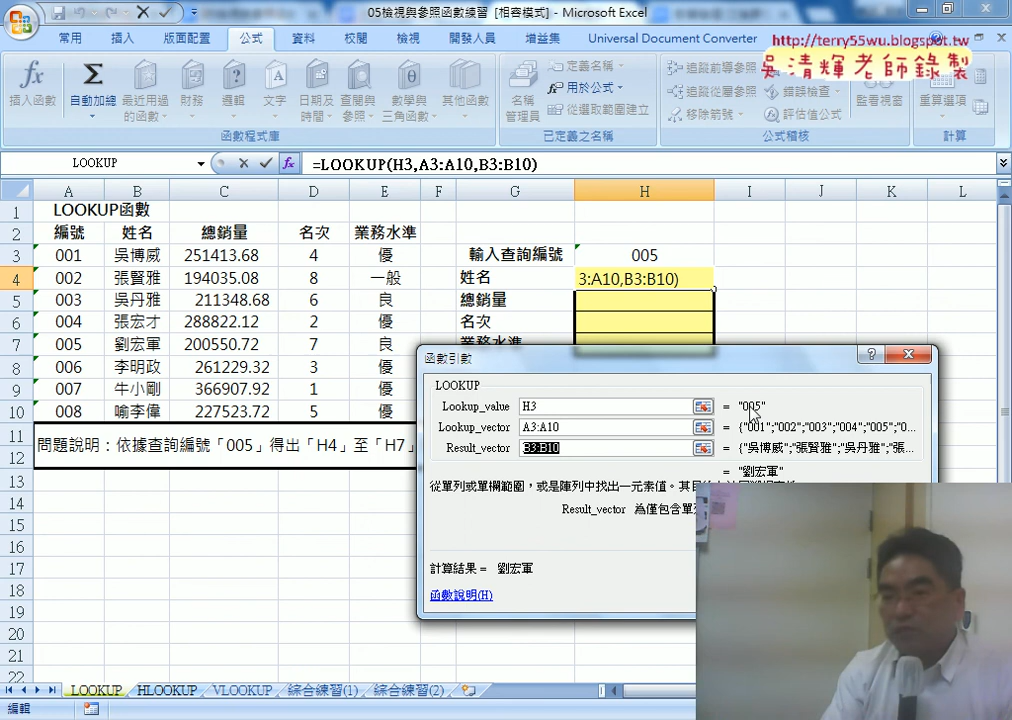 05檢視與參照函數練習 [相容模式] - Microsoft Excel
常用 插入 版面配置 公式 資料 校閱 檢視 開發人員 增益集 Universal Document Converter
http://terry55wu.blogspot.tw
吳清輝老師錄製
插入函數 自動加總 最近用過的函數 財務 邏輯 文字 日期及時間 查閱與參照 數學與三角函數 其他函數
函數程式庫
名稱管理員 定義名稱 用於公式 從選取範圍建立
已定義之名稱
追蹤前導參照 追蹤從屬參照 移除箭號 錯誤檢查 評估值公式 監看視窗
公式稽核
重算選項
計算
LOOKUP =LOOKUP(H3,A3:A10,B3:B10)
A B C D E F G H I J K L
1 LOOKUP函數
2 編號 姓名 總銷量 名次 業務水準
3 001 吳博威 251413.68 4 優 輸入查詢編號 005
4 002 張賢雅 194035.08 8 一般 姓名 3:A10,B3:B10)
5 003 吳丹雅 211348.68 6 良 總銷量
6 004 張宏才 288822.12 2 優 名次
7 005 劉宏軍 200550.72 7 良 業務水準
8 006 李明政 261229.32 3 優
9 007 牛小剛 366907.92 1 優
10 008 喻李偉 227523.72 5 優
11 問題說明：依據查詢編號「005」得出「H4」至「H7」
12
13
14
15
16
17
18
19
20
21
22
函數引數
LOOKUP
Lookup_value H3 = "005"
Lookup_vector A3:A10 = {"001";"002";"003";"004";"005";"0...
Result_vector B3:B10 = {"吳博威";"張賢雅";"吳丹雅";"張...
= "劉宏軍"
從單列或單欄範圍，或是陣列中找出一元素值。其
Result_vector 為僅包含單
計算結果 = 劉宏軍
函數說明(H)
LOOKUP HLOOKUP VLOOKUP 綜合練習(1) 綜合練習(2)
編輯